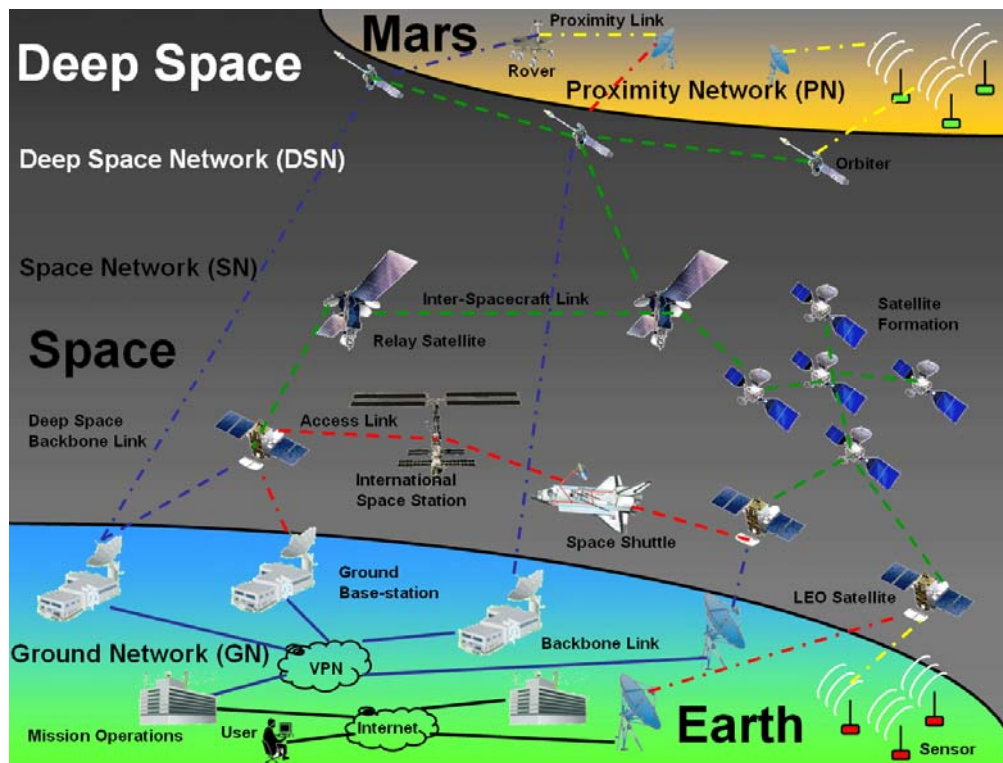 Mars
Deep Space
Proximity Link
Rover
Proximity Network (PN)
Deep Space Network (DSN)
Orbiter
Space Network (SN)
Inter-Spacecraft Link
Satellite
Formation
Space
Relay Satellite
Deep Space
Backbone Link
Access Link
International
Space Station
Space Shuttle
Ground
Base-station
LEO Satellite
Backbone Link
Ground Network (GN)
VPN
Earth
Mission Operations
User
Internet
Sensor